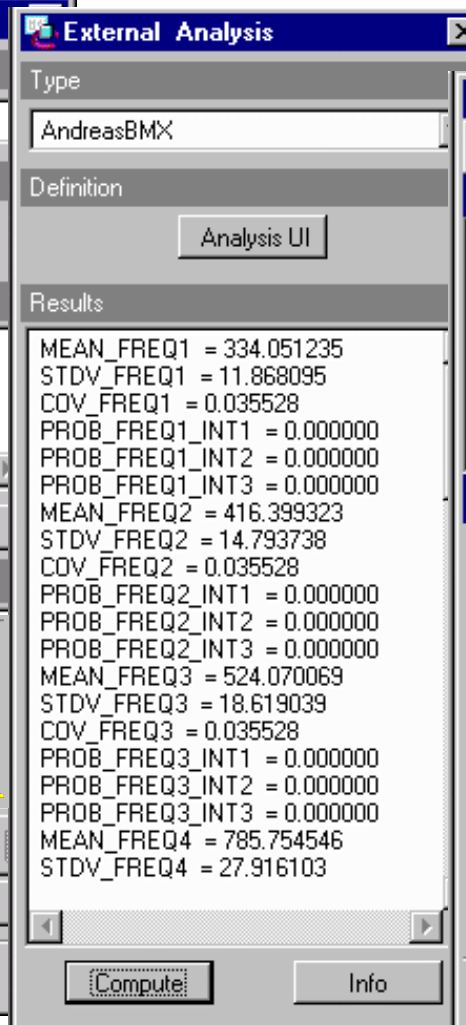 External Analysis
Type
AndreasBMX
Definition
Analysis UI
Results
MEAN_FREQ1 = 334.051235
STDV_FREQ1 = 11.868095
COV_FREQ1 = 0.035528
PROB_FREQ1_INT1 = 0.000000
PROB_FREQ1_INT2 = 0.000000
PROB_FREQ1_INT3 = 0.000000
MEAN_FREQ2 = 416.399323
STDV_FREQ2 = 14.793738
COV_FREQ2 = 0.035528
PROB_FREQ2_INT1 = 0.000000
PROB_FREQ2_INT2 = 0.000000
PROB_FREQ2_INT3 = 0.000000
MEAN_FREQ3 = 524.070069
STDV_FREQ3 = 18.619039
COV_FREQ3 = 0.035528
PROB_FREQ3_INT1 = 0.000000
PROB_FREQ3_INT2 = 0.000000
PROB_FREQ3_INT3 = 0.000000
MEAN_FREQ4 = 785.754546
STDV_FREQ4 = 27.916103
Compute Info